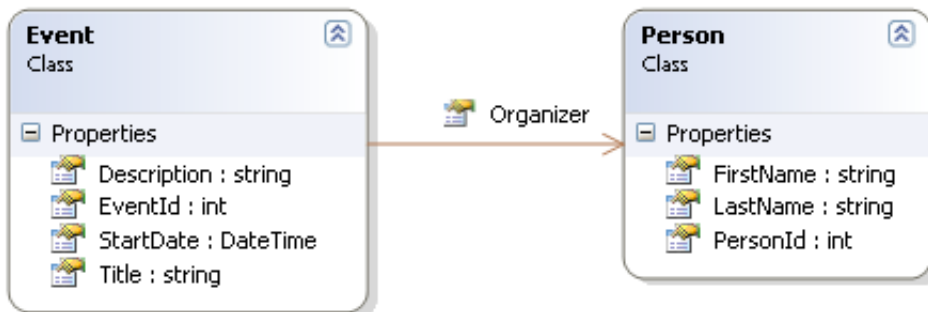 Event
Class
Properties
Description : string
EventId : int
StartDate : DateTime
Title : string
Organizer
Person
Class
Properties
FirstName : string
LastName : string
PersonId : int